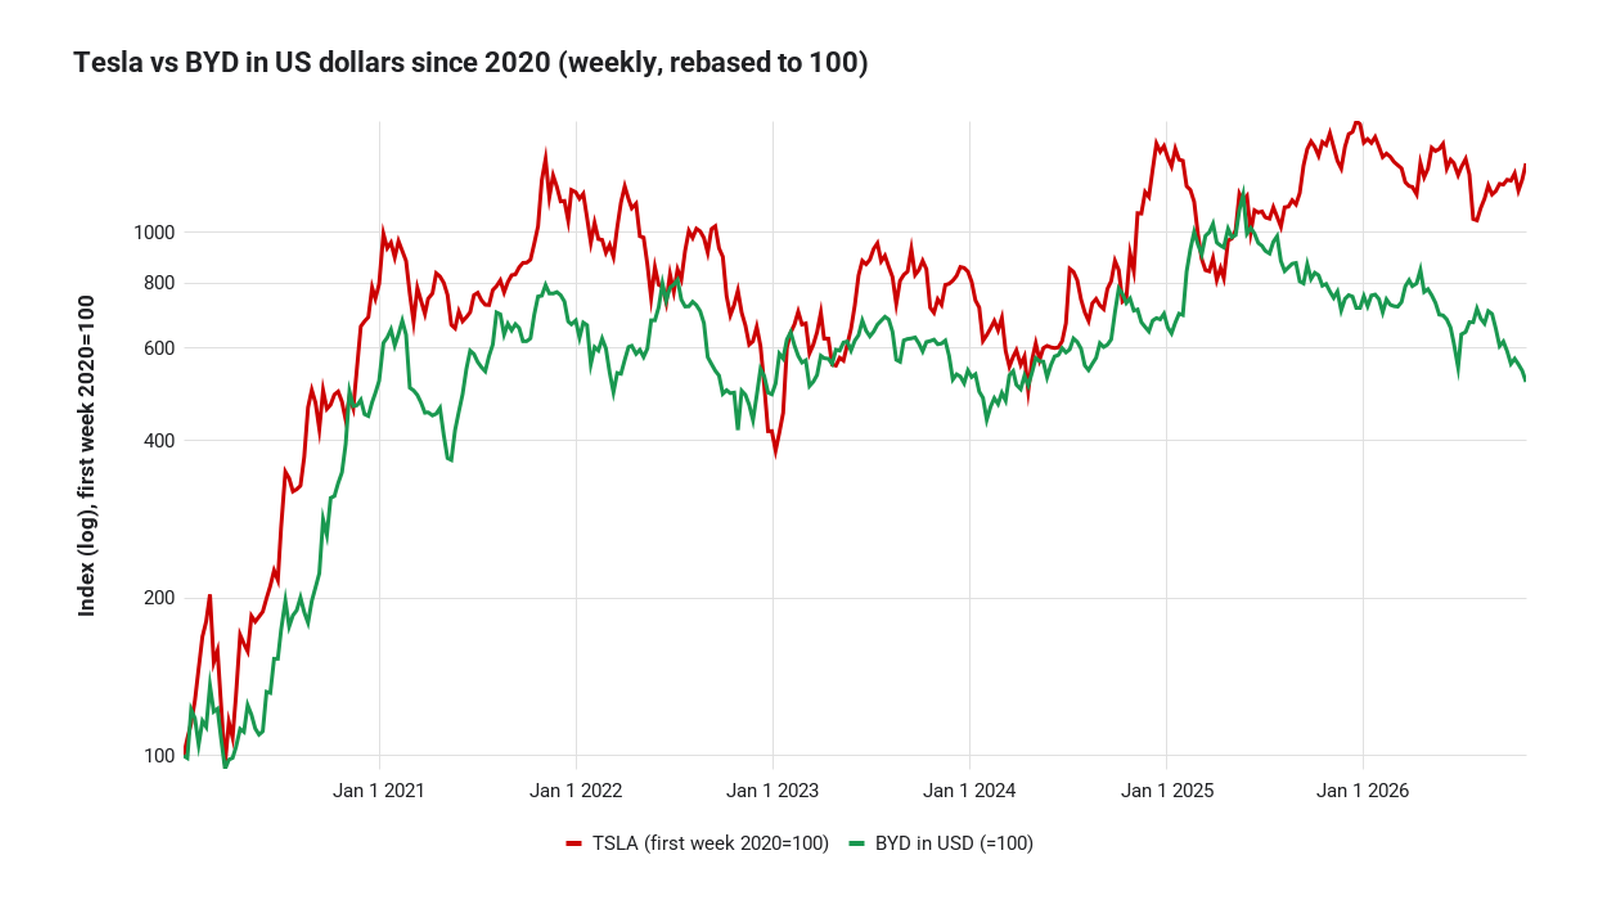 Tesla vs BYD in US dollars since 2020 (weekly, rebased to 100)
Index (log), first week 2020=100
1000
800
600
400
200
100
Jan 1 2021
Jan 1 2022
Jan 1 2023
Jan 1 2024
Jan 1 2025
Jan 1 2026
TSLA (first week 2020=100)
BYD in USD (=100)